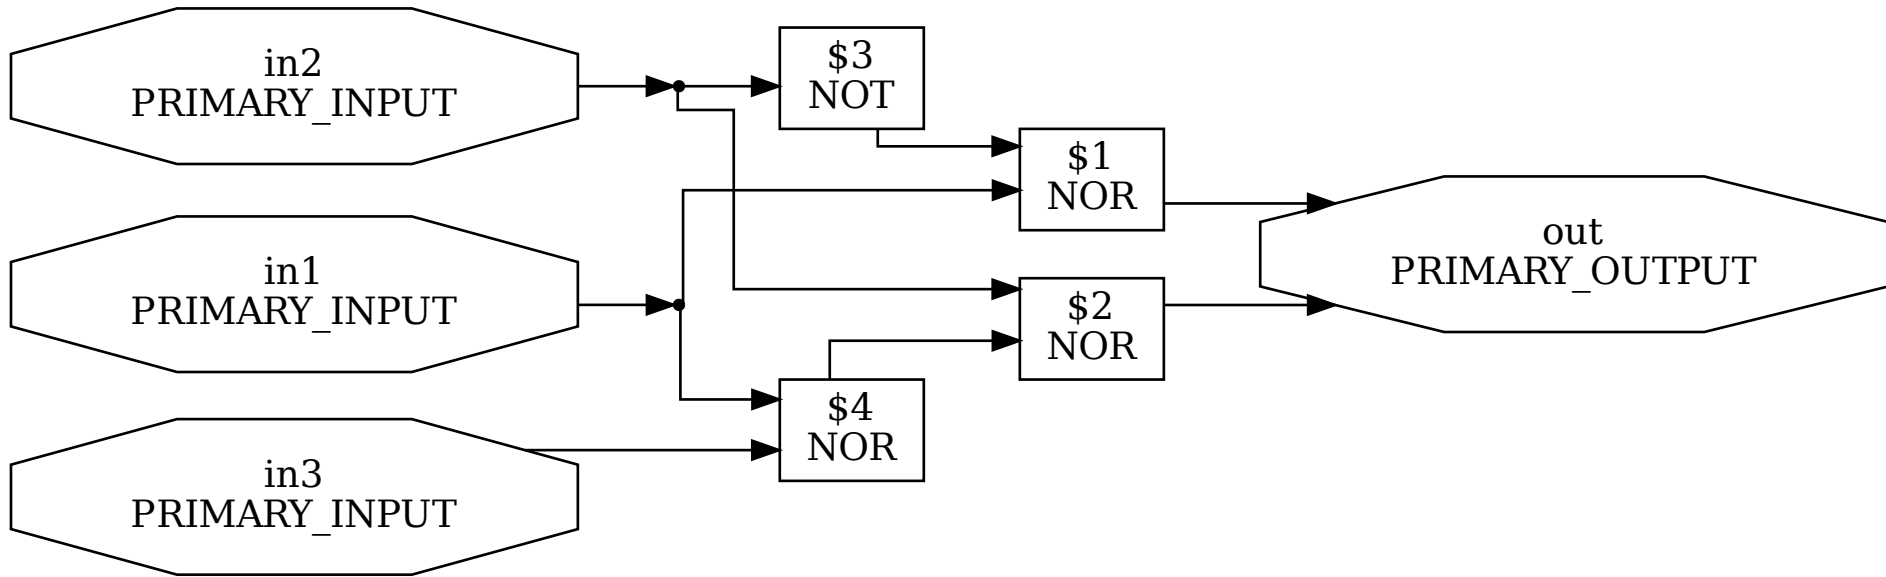 in2
PRIMARY_INPUT
$3
NOT
$1
NOR
in1
PRIMARY_INPUT
out
PRIMARY_OUTPUT
$2
NOR
$4
NOR
in3
PRIMARY_INPUT